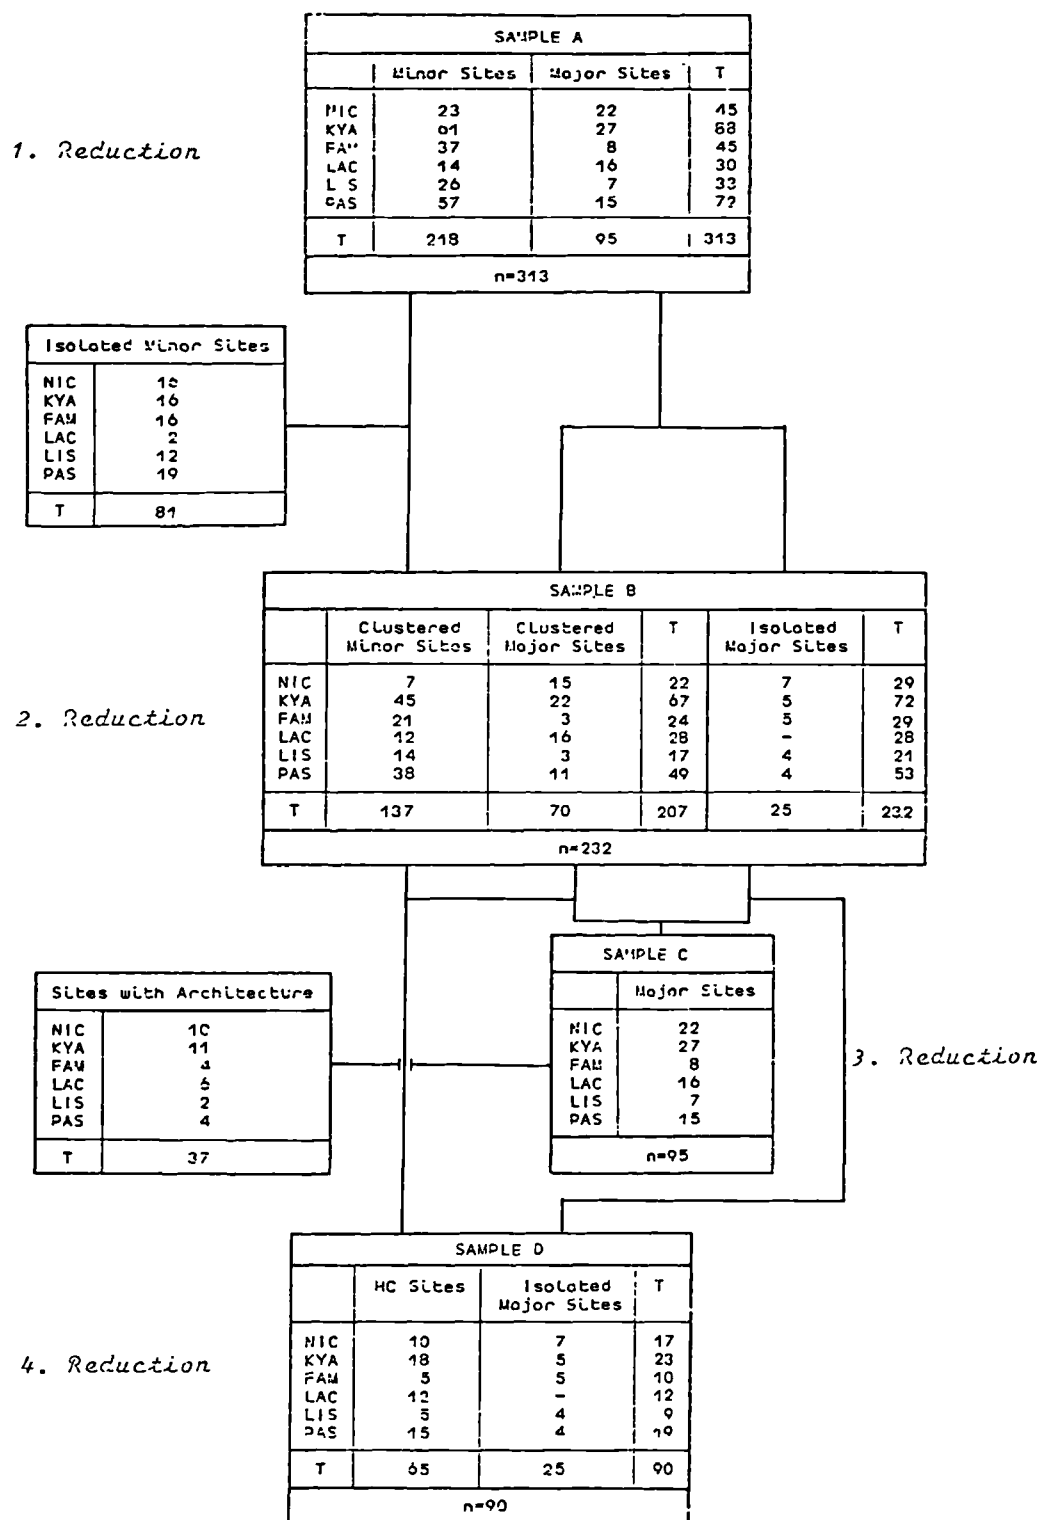 SAMPLE A
Minor Sites Major Sites T
NIC 23 22 45
KYA 61 27 88
FAM 37 8 45
LAC 14 16 30
LIS 26 7 33
PAS 57 15 72
T 218 95 313
n=313
1. Reduction
Isolated Minor Sites
NIC 16
KYA 16
FAM 16
LAC 2
LIS 12
PAS 19
T 81
SAMPLE B
Clustered Minor Sites Clustered Major Sites T Isolated Major Sites T
NIC 7 15 22 7 29
KYA 45 22 67 5 72
FAM 21 3 24 5 29
LAC 12 16 28 - 28
LIS 14 3 17 4 21
PAS 38 11 49 4 53
T 137 70 207 25 232
n=232
2. Reduction
SAMPLE C
Major Sites
NIC 22
KYA 27
FAM 8
LAC 16
LIS 7
PAS 15
n=95
3. Reduction
Sites with Architecture
NIC 10
KYA 11
FAM 4
LAC 6
LIS 2
PAS 4
T 37
SAMPLE D
HC Sites Isolated Major Sites T
NIC 10 7 17
KYA 18 5 23
FAM 5 5 10
LAC 12 - 12
LIS 5 4 9
PAS 15 4 19
T 65 25 90
n=90
4. Reduction